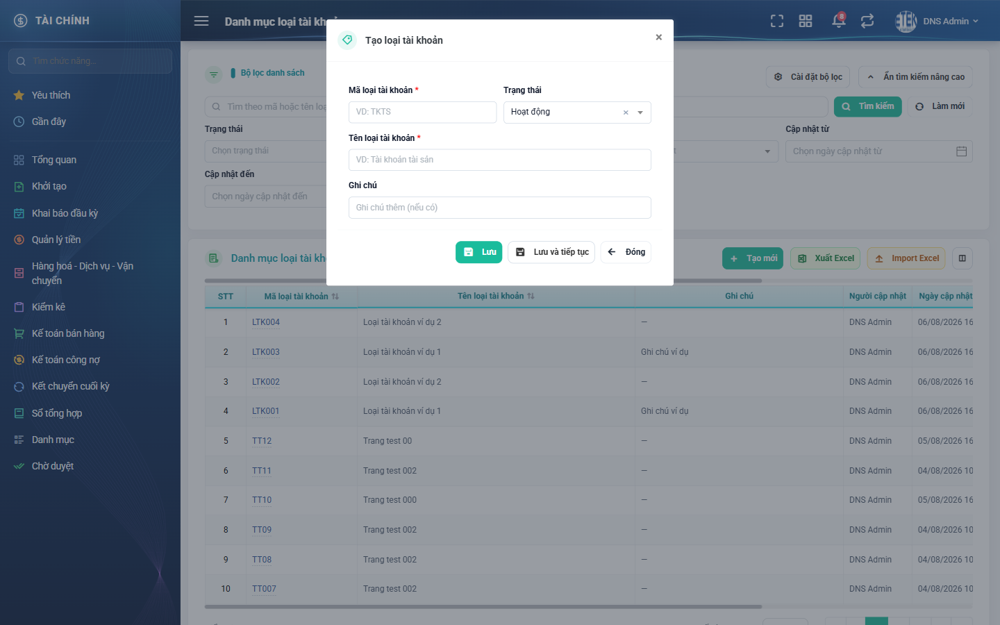 TÀI CHÍNH
Tìm chức năng...
Yêu thích
Gần đây
Tổng quan
Khởi tạo
Khai báo đầu kỳ
Quản lý tiền
Hàng hoá - Dịch vụ - Vận
chuyển
Kiểm kê
Kế toán bán hàng
Kế toán công nợ
Kết chuyển cuối kỳ
Sổ tổng hợp
Danh mục
Chờ duyệt
Danh mục loại tài
8
DNS Admin
Bộ lọc danh sách
Cài đặt bộ lọc
Ẩn tìm kiếm nâng cao
Tìm theo mã hoặc tên
Tìm kiếm
Làm mới
Trạng thái
Cập nhật từ
Chọn trạng thái
Chọn ngày cập nhật từ
Cập nhật đến
Chọn ngày cập nhật đến
Tạo loại tài khoản
×
Mã loại tài khoản *
Trạng thái
VD: TKTS
Hoạt động
×
Tên loại tài khoản *
VD: Tài khoản tài sản
Ghi chú
Ghi chú thêm (nếu có)
Lưu
Lưu và tiếp tục
Đóng
Danh mục loại tài
Tạo mới
Xuất Excel
Import Excel
STT Mã loại tài khoản Tên loại tài khoản Ghi chú Người cập nhật Ngày cập nhật
1 LTK004 Loại tài khoản ví dụ 2 — DNS Admin 06/08/2026 16
2 LTK003 Loại tài khoản ví dụ 1 Ghi chú ví dụ DNS Admin 06/08/2026 16
3 LTK002 Loại tài khoản ví dụ 2 — DNS Admin 06/08/2026 16
4 LTK001 Loại tài khoản ví dụ 1 Ghi chú ví dụ DNS Admin 06/08/2026 16
5 TT12 Trang test 00 — DNS Admin 05/08/2026 16
6 TT11 Trang test 002 — DNS Admin 04/08/2026 10
7 TT10 Trang test 000 — DNS Admin 05/08/2026 16
8 TT09 Trang test 002 — DNS Admin 04/08/2026 10
9 TT08 Trang test 002 — DNS Admin 04/08/2026 10
10 TT007 Trang test 002 — DNS Admin 04/08/2026 10